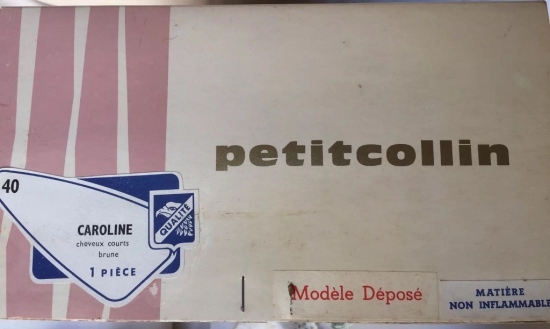 petitcollin
40
CAROLINE
cheveux courts
brune
1 PIÈCE
QUALITÉ
Modèle Déposé
MATIÈRE
NON INFLAMMABLE